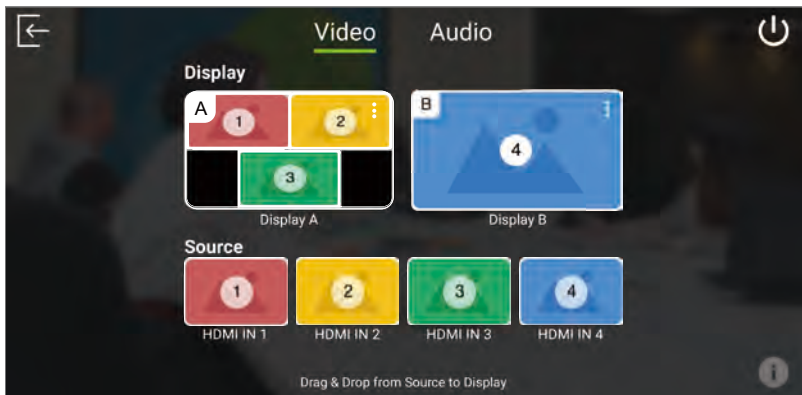 Video Audio
Display
A 1 2 B 4
3
Display A Display B
Source
1 2 3 4
HDMI IN 1 HDMI IN 2 HDMI IN 3 HDMI IN 4
Drag & Drop from Source to Display
i